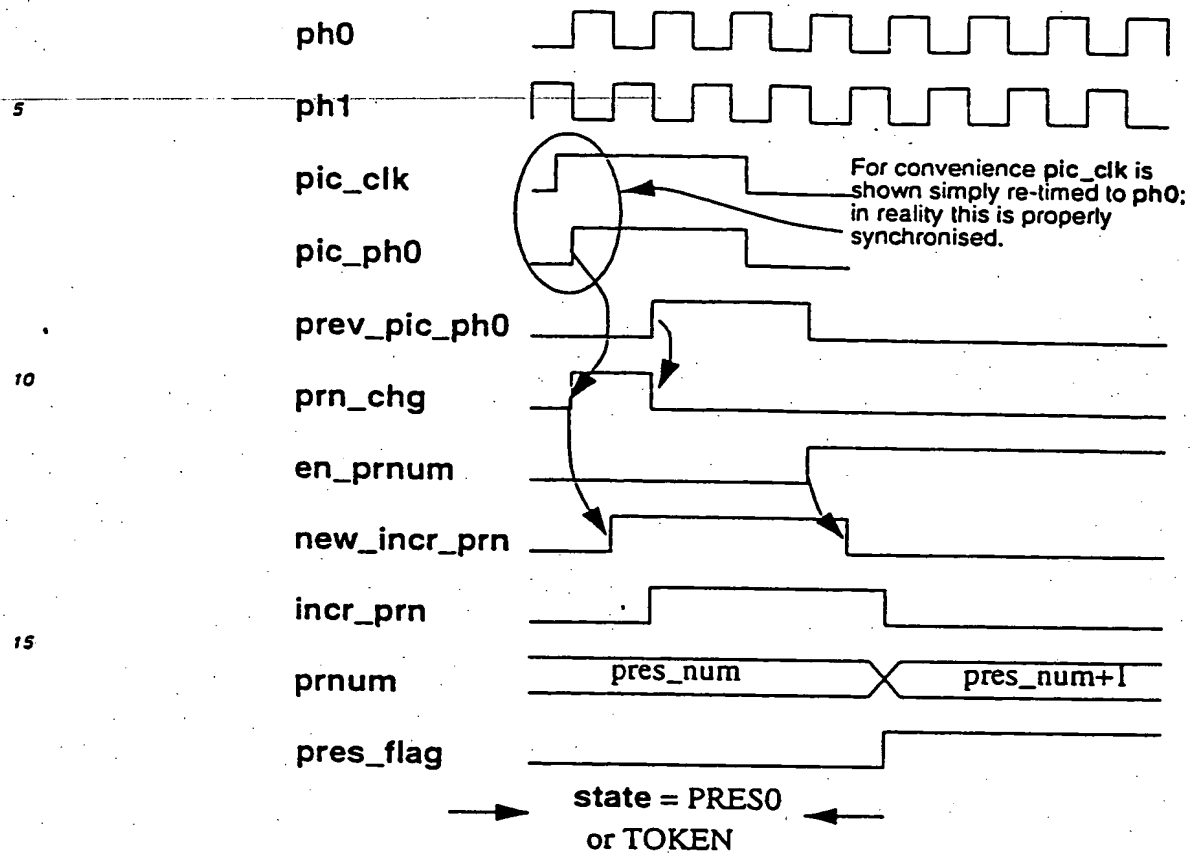 ph0
5
ph1
pic_clk
For convenience pic_clk is
shown simply re-timed to ph0;
in reality this is properly
synchronised.
pic_ph0
prev_pic_ph0
10
prn_chg
en_prnum
new_incr_prn
incr_prn
15
prnum
pres_num
pres_num+1
pres_flag
state = PRES0
or TOKEN